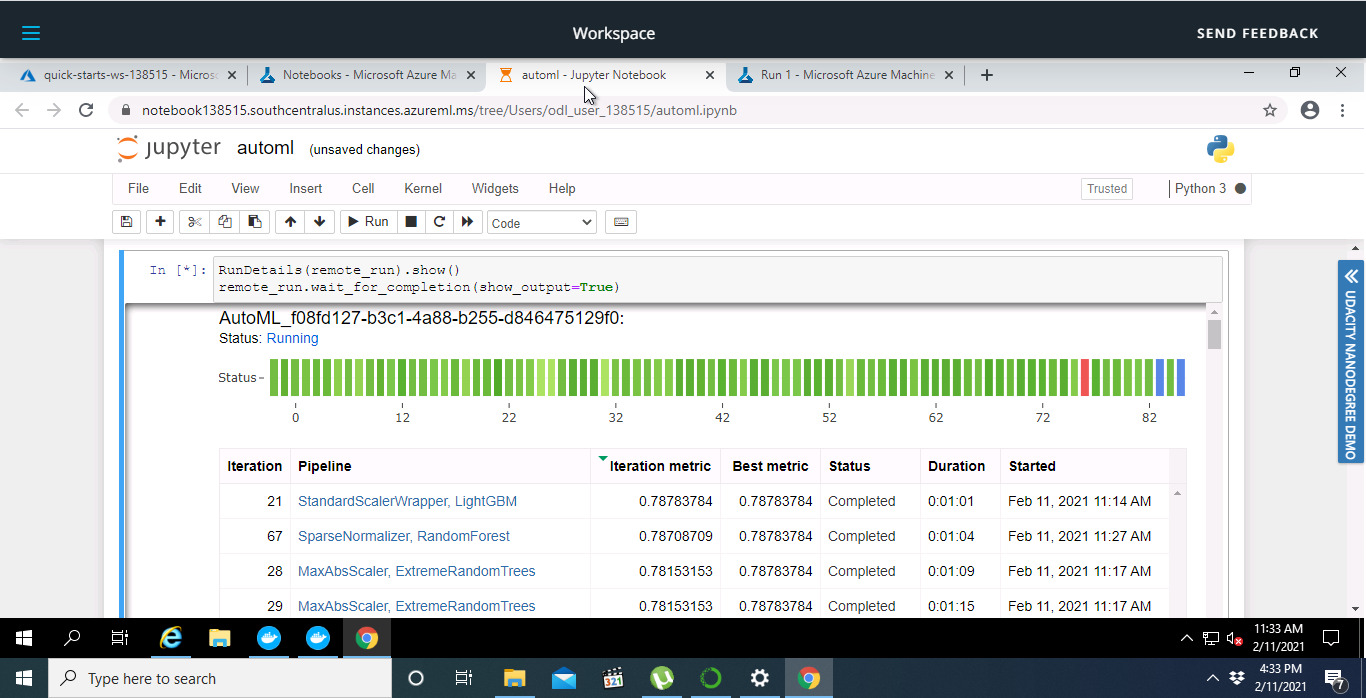 Workspace
SEND FEEDBACK
quick-starts-ws-138515 - Micros
Notebooks - Microsoft Azure Ma
automl - Jupyter Notebook
Run 1 - Microsoft Azure Machine
notebook138515.southcentralus.instances.azureml.ms/tree/Users/odl_user_138515/automl.ipynb
jupyter automl (unsaved changes)
File Edit View Insert Cell Kernel Widgets Help Trusted Python 3
Run Code
In [*]: RunDetails(remote_run).show()
remote_run.wait_for_completion(show_output=True)
AutoML_f08fd127-b3c1-4a88-b255-d846475129f0:
Status: Running
Status
0 12 22 32 42 52 62 72 82
Iteration Pipeline Iteration metric Best metric Status Duration Started
21 StandardScalerWrapper, LightGBM 0.78783784 0.78783784 Completed 0:01:01 Feb 11, 2021 11:14 AM
67 SparseNormalizer, RandomForest 0.78708709 0.78783784 Completed 0:01:04 Feb 11, 2021 11:27 AM
28 MaxAbsScaler, ExtremeRandomTrees 0.78153153 0.78783784 Completed 0:01:09 Feb 11, 2021 11:17 AM
29 MaxAbsScaler, ExtremeRandomTrees 0.78153153 0.78783784 Completed 0:01:15 Feb 11, 2021 11:17 AM
UDACITY NANODEGREE DEMO
11:33 AM
2/11/2021
Type here to search
321
4:33 PM
2/11/2021
7